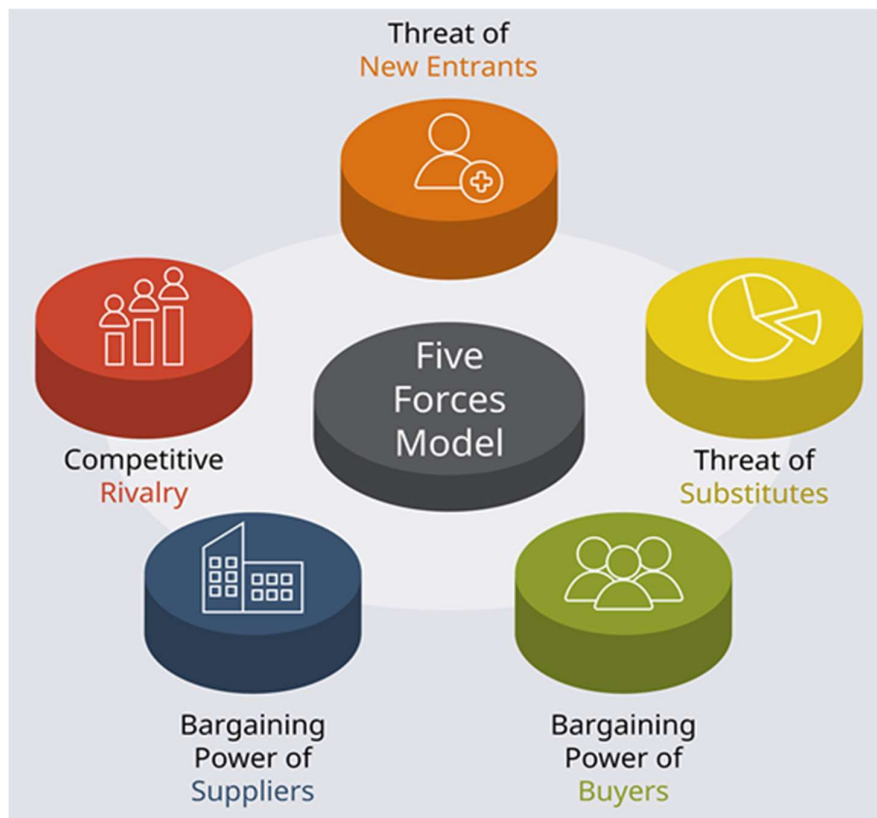 Threat of
New Entrants
Five
Forces
Model
Competitive
Rivalry
Threat of
Substitutes
Bargaining
Power of
Suppliers
Bargaining
Power of
Buyers